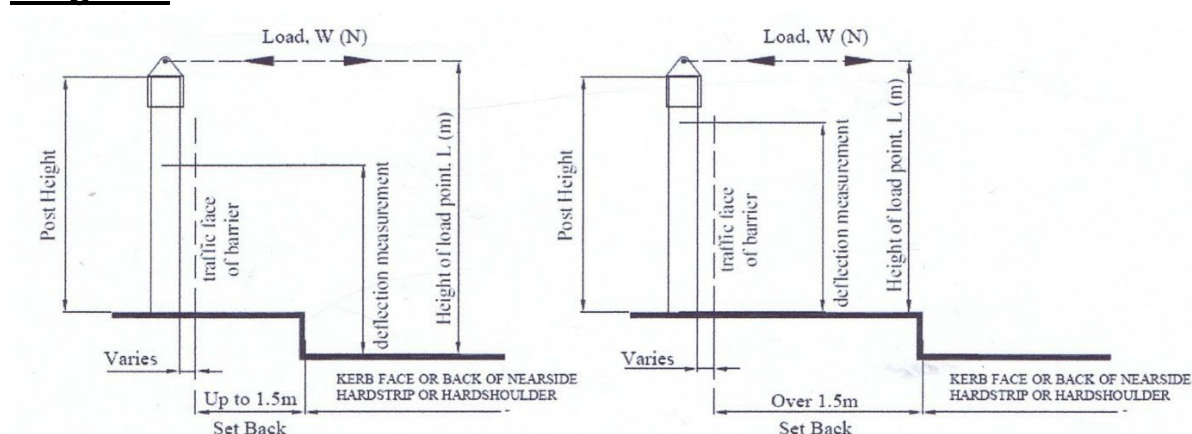 Load, W (N)
Post Height
traffic face
of barrier
deflection measurement
Height of load point. L (m)
Varies
KERB FACE OR BACK OF NEARSIDE
HARDSTRIP OR HARDSHOULDER
Up to 1.5m
Set Back
Load, W (N)
Post Height
traffic face
of barrier
deflection measurement
Height of load point. L (m)
Varies
KERB FACE OR BACK OF NEARSIDE
HARDSTRIP OR HARDSHOULDER
Over 1.5m
Set Back